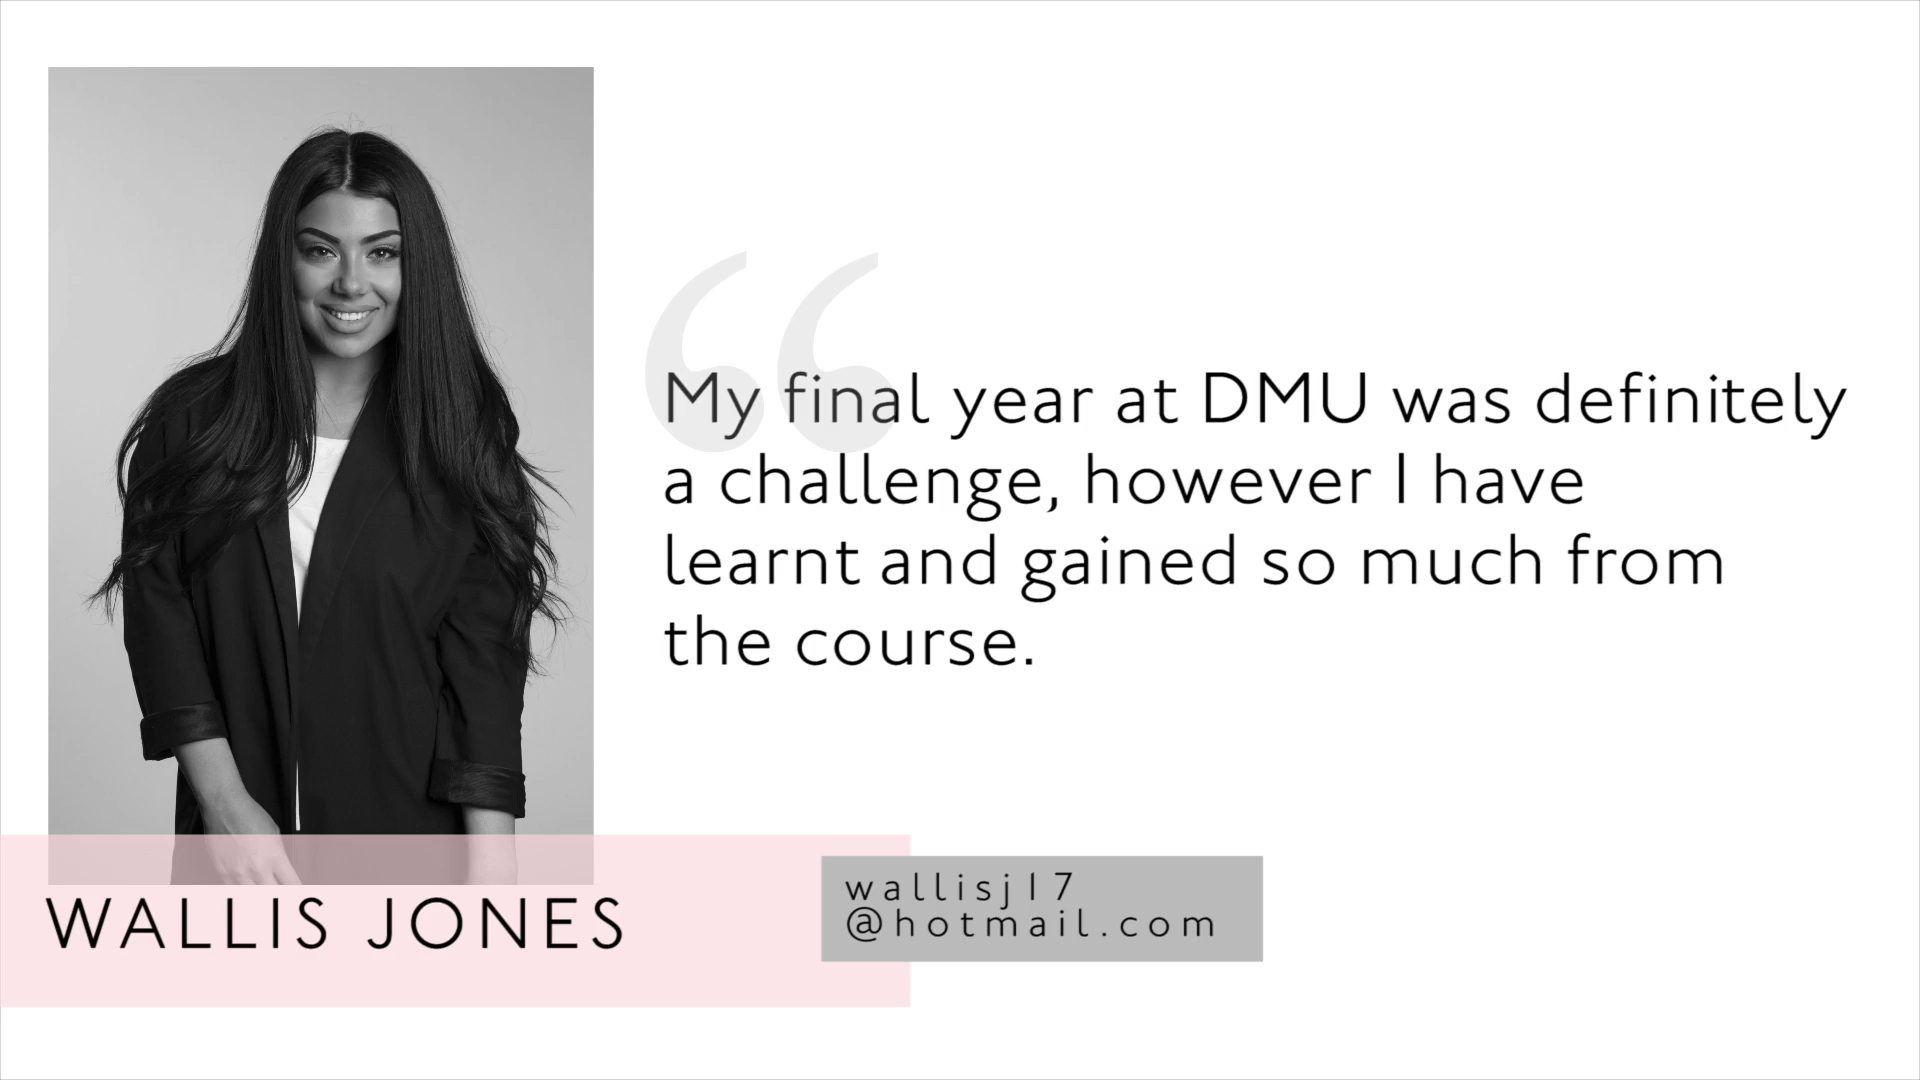 “
My final year at DMU was definitely
a challenge, however I have
learnt and gained so much from
the course.
WALLIS JONES
wallisj17
@hotmail.com